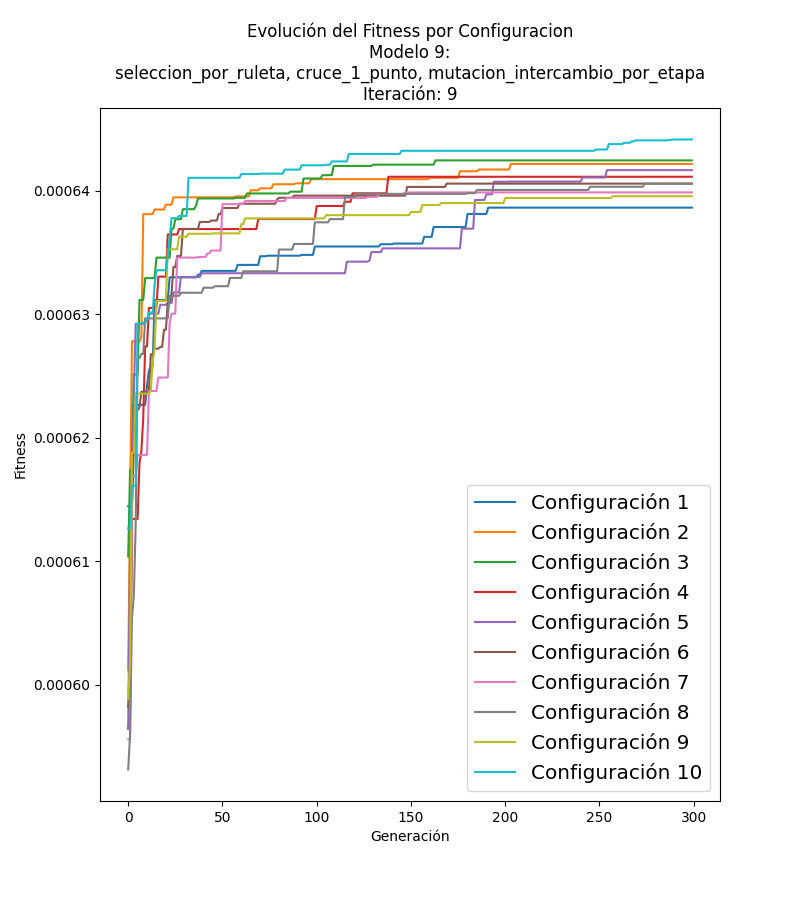 Evolución del Fitness por Configuracion
Modelo 9:
seleccion_por_ruleta, cruce_1_punto, mutacion_intercambio_por_etapa
Iteración: 9
0.00064
0.00063
0.00062
0.00061
0.00060
Fitness
0 50 100 150 200 250 300
Generación
Configuración 1
Configuración 2
Configuración 3
Configuración 4
Configuración 5
Configuración 6
Configuración 7
Configuración 8
Configuración 9
Configuración 10